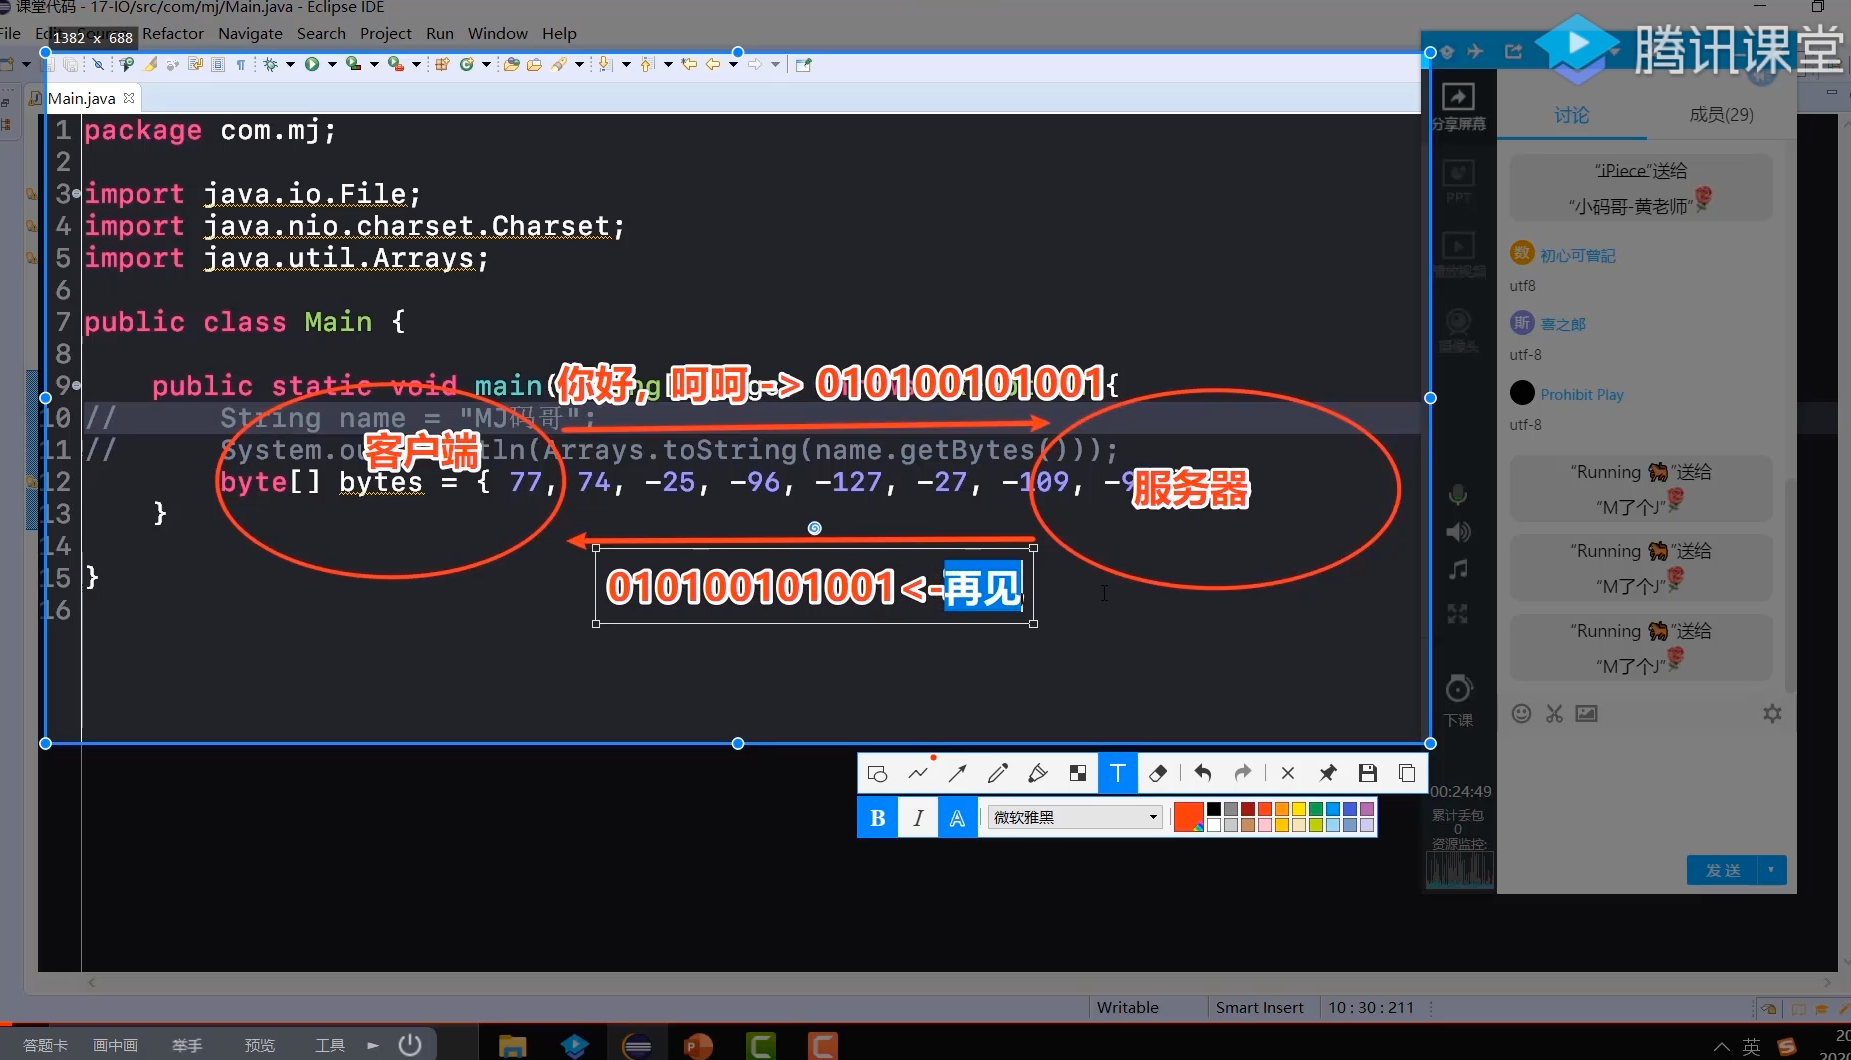 课堂代码 - 17-IO/src/com/mj/Main.java - Eclipse IDE
File
Refactor Navigate Search Project Run Window Help
1382 x 688
腾讯课堂
Main.java
1 package com.mj;
2
3 import java.io.File;
4 import java.nio.charset.Charset;
5 import java.util.Arrays;
6
7 public class Main {
8
9 public static void main(
你好，呵呵 -> 010100101001
{
10 // String name = "MJ码哥";
11 // System.ou
客户端
ln(Arrays.toString(name.getBytes()));
12 byte[] bytes = { 77, 74, -25, -96, -127, -27, -109, -9
服务器
13 }
14
15 }
16
010100101001<-再见
分享屏幕
PPT
播放视频
摄像头
下课
00:24:49
累计丢包
0
资源监控:
讨论 成员(29)
“iPiece”送给
“小码哥-黄老师”
数 初心可曾記
utf8
斯 喜之郎
utf-8
Prohibit Play
utf-8
“Running 🐅”送给
“M了个J”
“Running 🐅”送给
“M了个J”
“Running 🐅”送给
“M了个J”
发送
T
B I A 微软雅黑
Writable Smart Insert 10 : 30 : 211
答题卡 画中画 举手 预览 工具
英